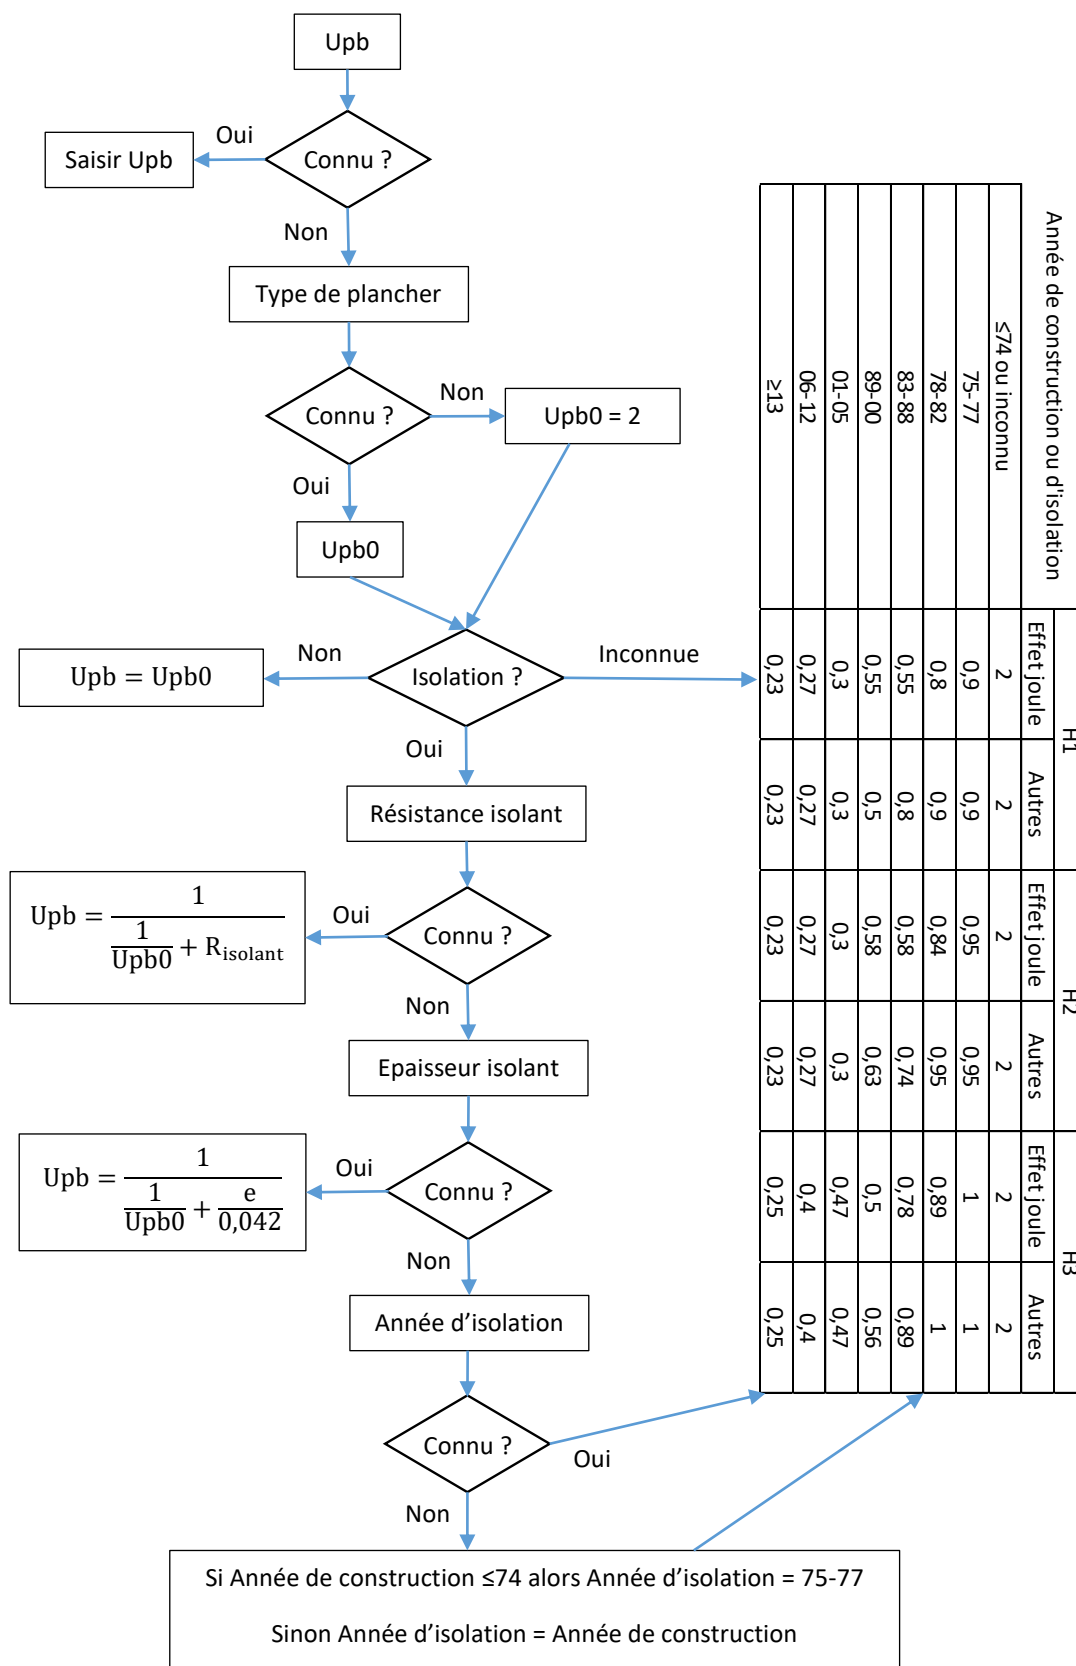 Upb
Connu ?
Oui
Saisir Upb
Non
Type de plancher
Connu ?
Non
Upb0 = 2
Oui
Upb0
Isolation ?
Non
Upb = Upb0
Inconnue
Oui
Résistance isolant
Connu ?
Oui
Upb = 1 / (1/Upb0 + Risolant)
Non
Epaisseur isolant
Connu ?
Oui
Upb = 1 / (1/Upb0 + e/0,042)
Non
Année d’isolation
Connu ?
Oui
Non
Si Année de construction ≤74 alors Année d’isolation = 75-77
Sinon Année d’isolation = Année de construction
Année de construction ou d'isolation H1 H2 H3
Effet joule Autres Effet joule Autres Effet joule Autres
≤74 ou inconnu 2 2 2 2 2 2
75-77 0,9 0,9 0,95 0,95 1 1
78-82 0,8 0,9 0,84 0,95 0,89 1
83-88 0,55 0,8 0,58 0,74 0,78 0,89
89-00 0,55 0,5 0,58 0,63 0,5 0,56
01-05 0,3 0,3 0,3 0,3 0,47 0,47
06-12 0,27 0,27 0,27 0,27 0,4 0,4
≥13 0,23 0,23 0,23 0,23 0,25 0,25